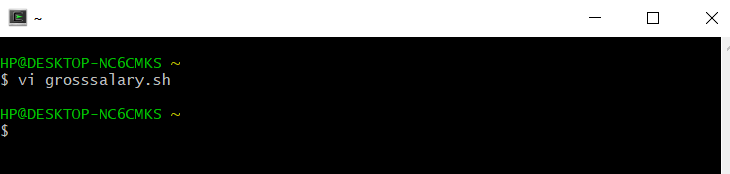 ~
HP@DESKTOP-NC6CMKS ~
$ vi grosssalary.sh
HP@DESKTOP-NC6CMKS ~
$